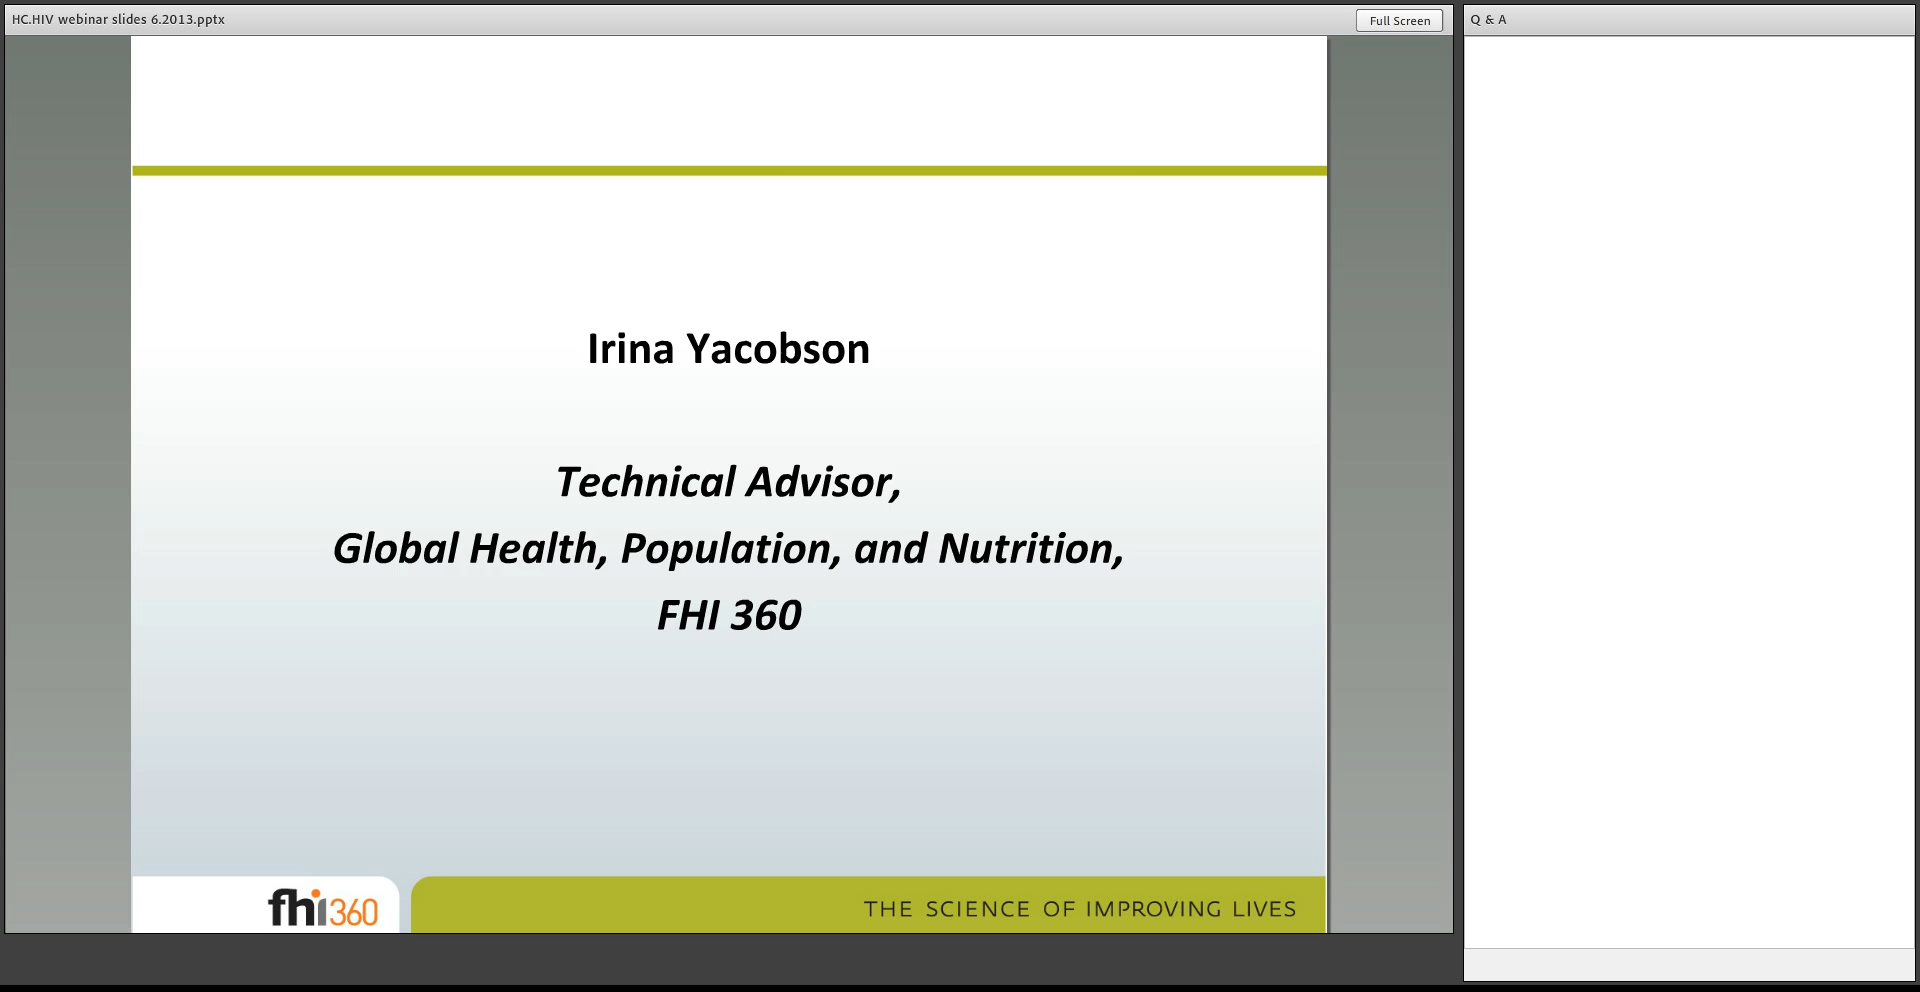 HC.HIV webinar slides 6.2013.pptx
Full Screen
Q & A
Irina Yacobson
Technical Advisor,
Global Health, Population, and Nutrition,
FHI 360
fhi360
THE SCIENCE OF IMPROVING LIVES